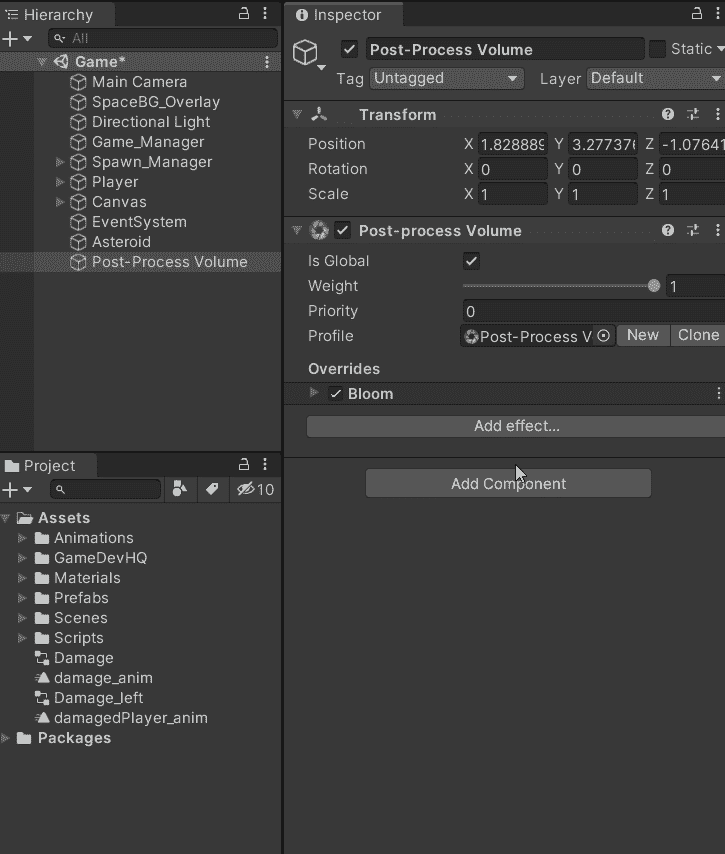 Hierarchy
All
Game*
Main Camera
SpaceBG_Overlay
Directional Light
Game_Manager
Spawn_Manager
Player
Canvas
EventSystem
Asteroid
Post-Process Volume
Project
10
Assets
Animations
GameDevHQ
Materials
Prefabs
Scenes
Scripts
Damage
damage_anim
Damage_left
damagedPlayer_anim
Packages
Inspector
Post-Process Volume Static
Tag Untagged Layer Default
Transform
Position X 1.828889 Y 3.277376 Z -1.07641
Rotation X 0 Y 0 Z 0
Scale X 1 Y 1 Z 1
Post-process Volume
Is Global
Weight 1
Priority 0
Profile Post-Process V New Clone
Overrides
Bloom
Add effect...
Add Component